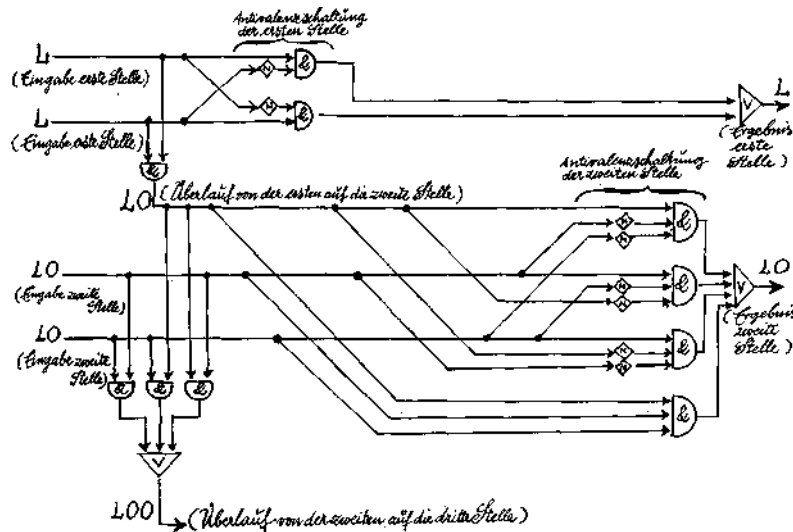 Antivalenzschaltung
der ersten Stelle
L
(Eingabe erste Stelle)
N
&
L
(Eingabe erste Stelle)
N
&
V
L
(Ergebnis
erste
Stelle)
&
LO
(Überlauf von der ersten auf die zweite Stelle)
Antivalenzschaltung
der zweiten Stelle
N
N
&
LO
(Eingabe zweite
Stelle)
N
N
&
V
LO
(Ergebnis
zweite
Stelle)
LO
(Eingabe zweite
Stelle)
N
N
&
& & &
&
V
LOO
(Überlauf von der zweiten auf die dritte Stelle)